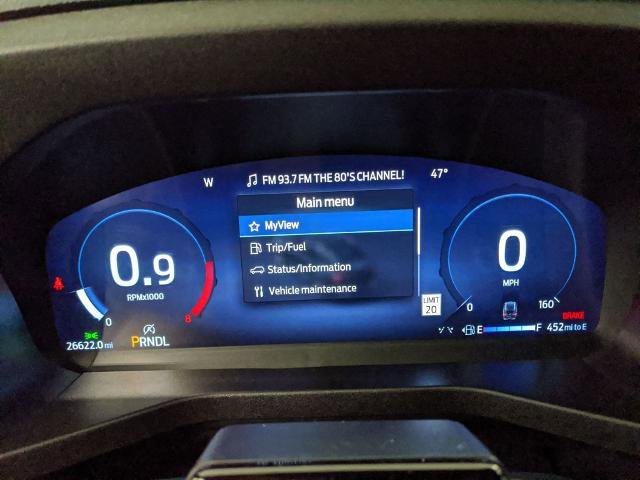 W
FM 93.7 FM THE 80'S CHANNEL!
47°
Main menu
MyView
Trip/Fuel
Status/Information
Vehicle maintenance
0.9
RPMx1000
0
8
26622.0 mi
PRNDL
0
MPH
LIMIT
20
0
160
BRAKE
E F 452 mi to E